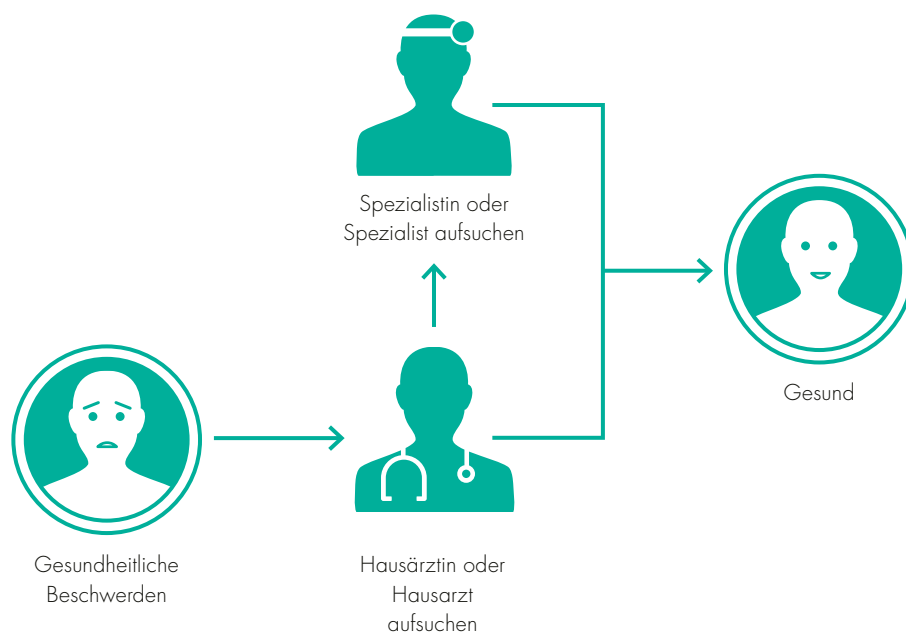 Spezialistin oder
Spezialist aufsuchen
Gesund
Gesundheitliche
Beschwerden
Hausärztin oder
Hausarzt
aufsuchen